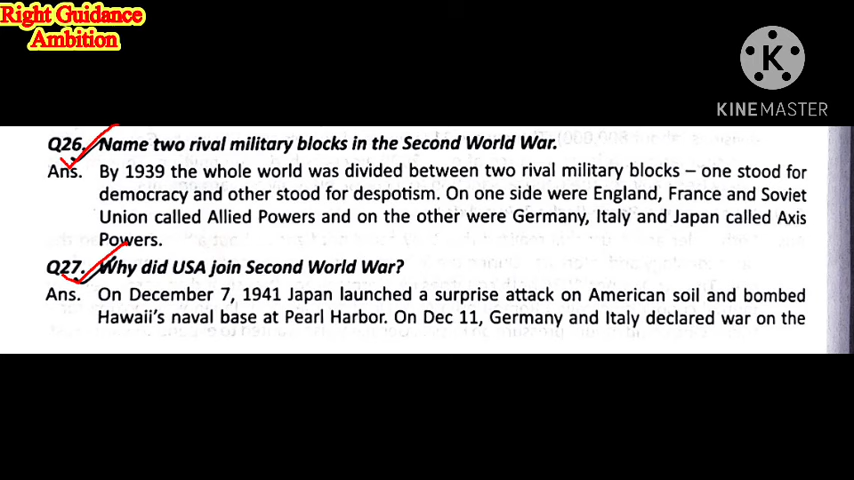 Right Guidance
Ambition
KINEMASTER
Q26. Name two rival military blocks in the Second World War.
Ans. By 1939 the whole world was divided between two rival military blocks – one stood for
democracy and other stood for despotism. On one side were England, France and Soviet
Union called Allied Powers and on the other were Germany, Italy and Japan called Axis
Powers.
Q27. Why did USA join Second World War?
Ans. On December 7, 1941 Japan launched a surprise attack on American soil and bombed
Hawaii's naval base at Pearl Harbor. On Dec 11, Germany and Italy declared war on the